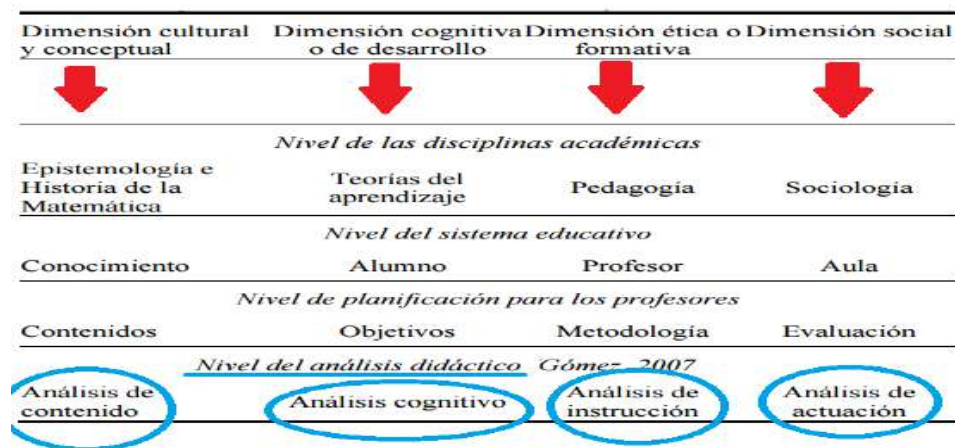 Dimensión cultural y conceptual
Dimensión cognitiva o de desarrollo
Dimensión ética o formativa
Dimensión social
Nivel de las disciplinas académicas
Epistemología e Historia de la Matemática
Teorías del aprendizaje
Pedagogía
Sociología
Nivel del sistema educativo
Conocimiento Alumno Profesor Aula
Nivel de planificación para los profesores
Contenidos Objetivos Metodología Evaluación
Nivel del análisis didáctico Gómez, 2007
Análisis de contenido
Análisis cognitivo
Análisis de instrucción
Análisis de actuación